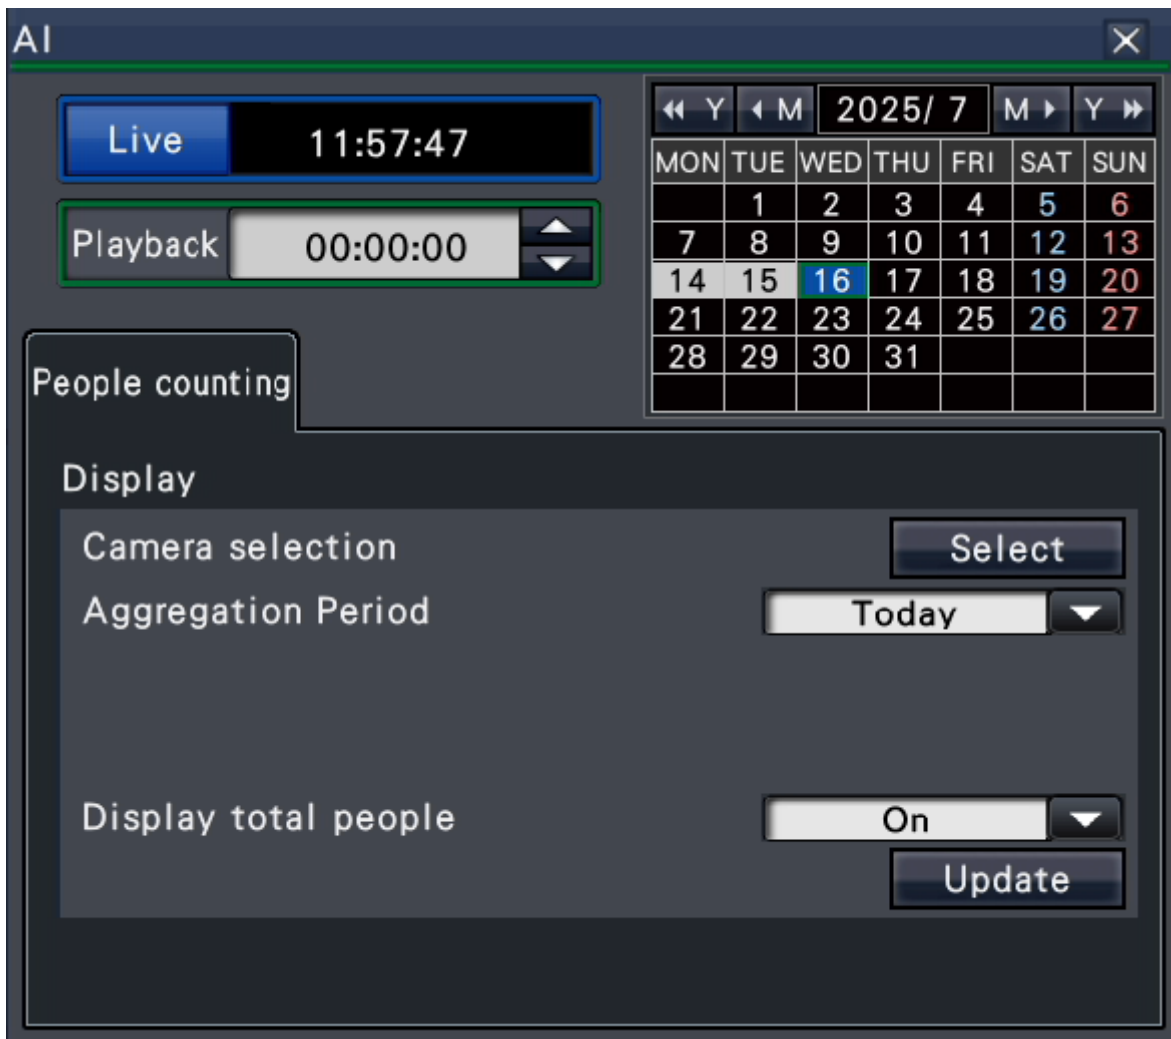 AI
Live 11:57:47
Playback 00:00:00
Y M 2025/ 7 M Y
MON TUE WED THU FRI SAT SUN
1 2 3 4 5 6
7 8 9 10 11 12 13
14 15 16 17 18 19 20
21 22 23 24 25 26 27
28 29 30 31
People counting
Display
Camera selection Select
Aggregation Period Today
Display total people On
Update